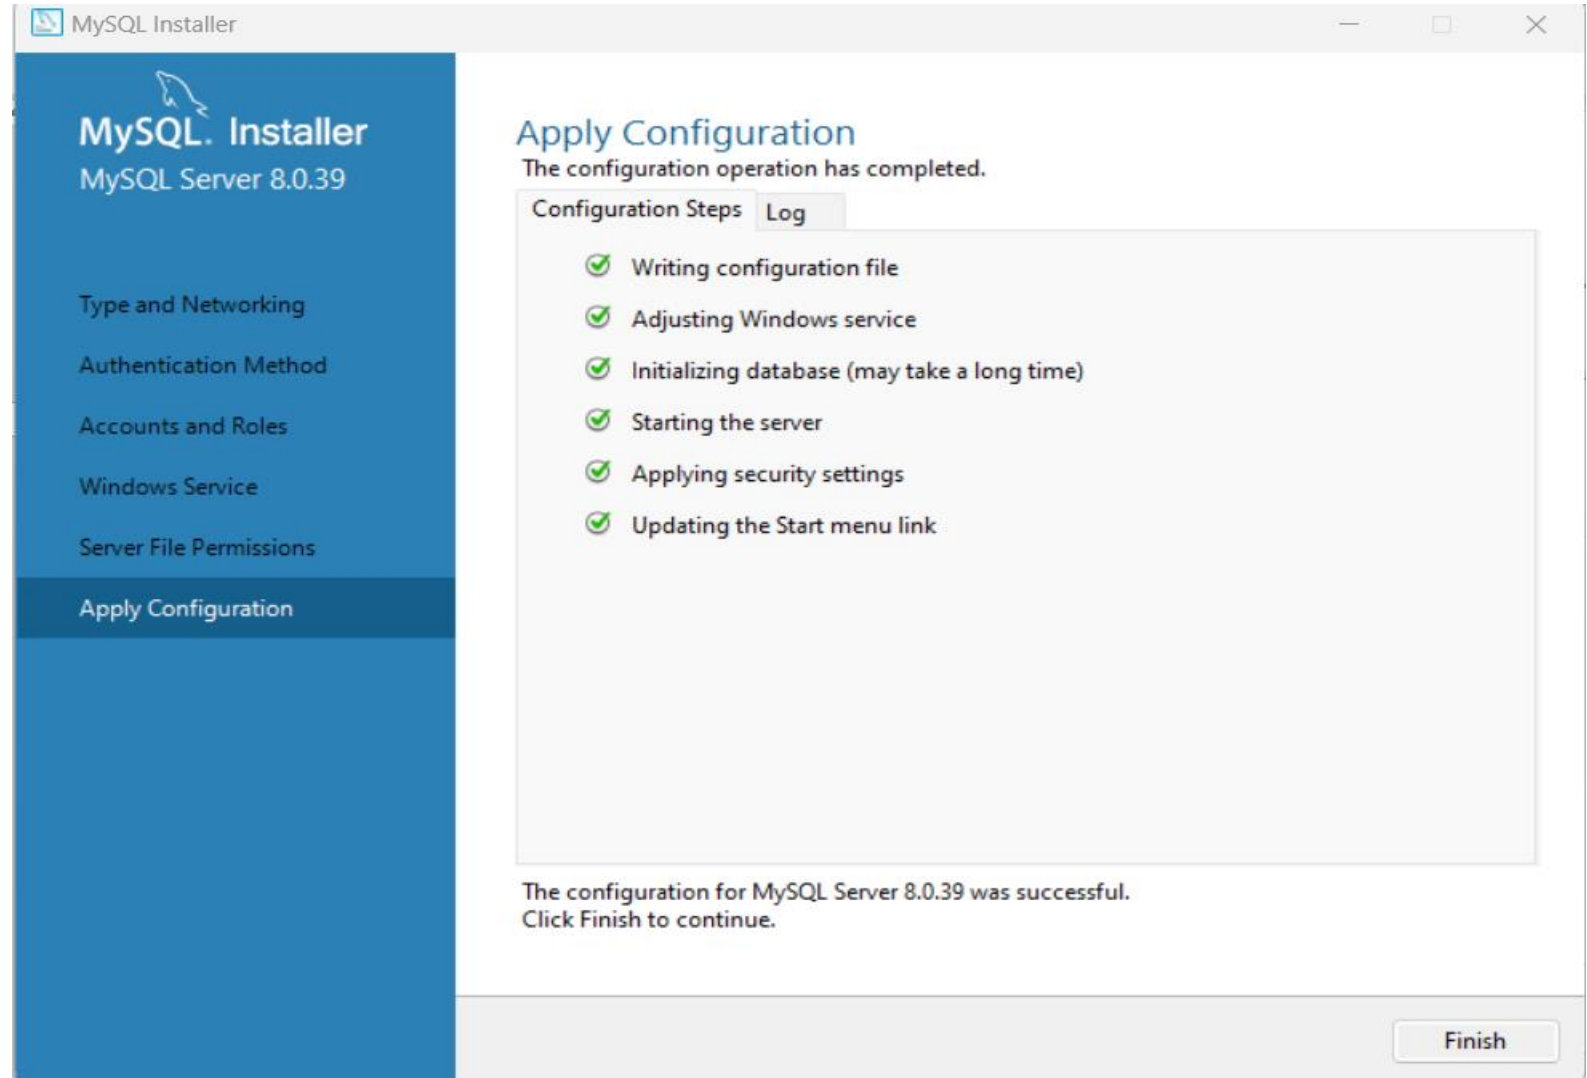 MySQL Installer
MySQL. Installer
MySQL Server 8.0.39
Type and Networking
Authentication Method
Accounts and Roles
Windows Service
Server File Permissions
Apply Configuration
Apply Configuration
The configuration operation has completed.
Configuration Steps
Log
Writing configuration file
Adjusting Windows service
Initializing database (may take a long time)
Starting the server
Applying security settings
Updating the Start menu link
The configuration for MySQL Server 8.0.39 was successful.
Click Finish to continue.
Finish